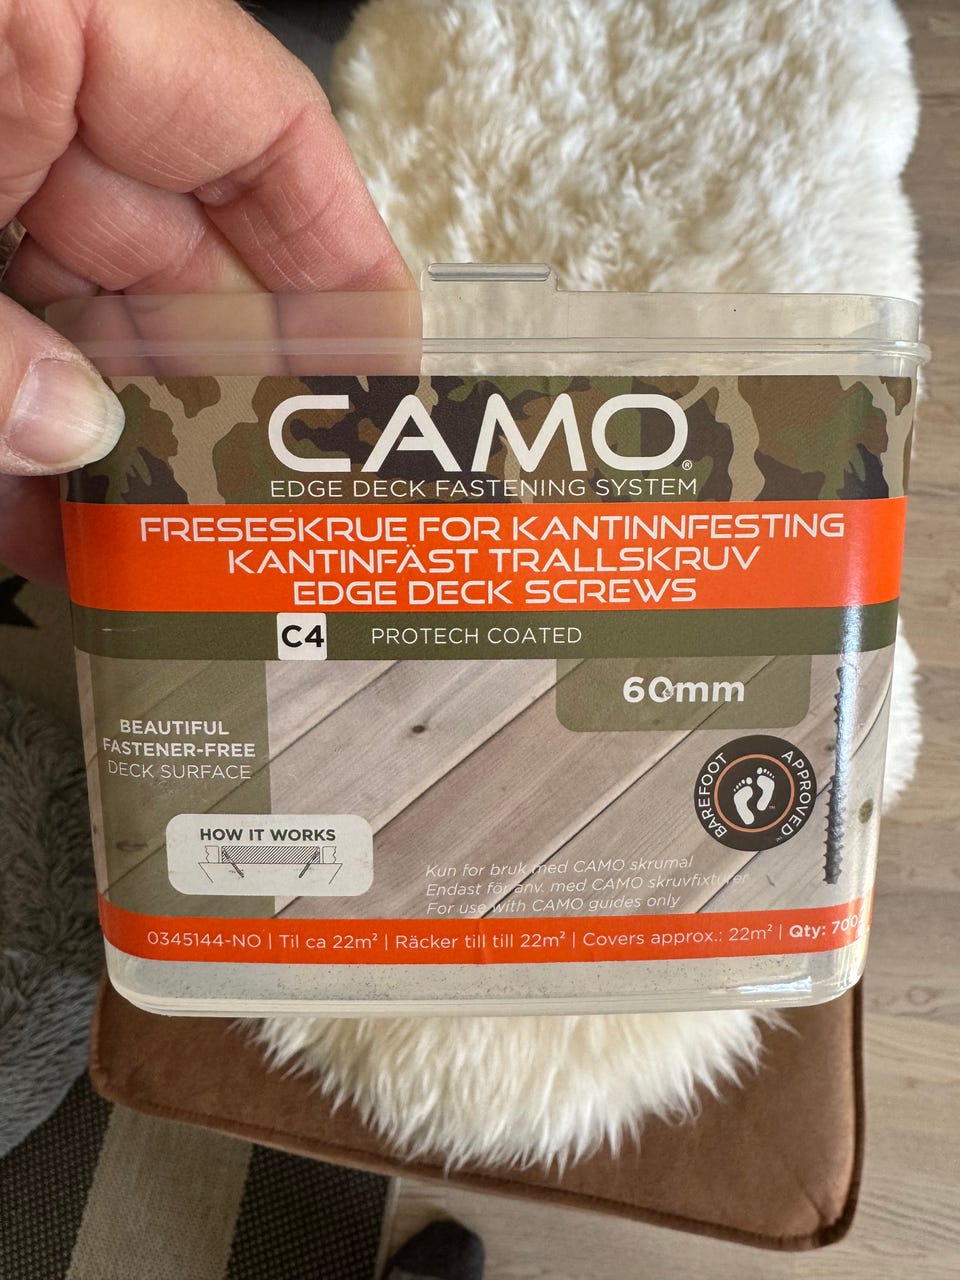 CAMO®
EDGE DECK FASTENING SYSTEM
FRESESKRUE FOR KANTINNFESTING
KANTINFÄST TRALLSKRUV
EDGE DECK SCREWS
C4 PROTECH COATED
60mm
BEAUTIFUL
FASTENER-FREE
DECK SURFACE
BAREFOOT APPROVED™
HOW IT WORKS
Kun for bruk med CAMO skrumal
Endast för anv. med CAMO skruvfixturer
For use with CAMO guides only
0345144-NO | Til ca 22m² | Räcker till till 22m² | Covers approx.: 22m² | Qty: 700